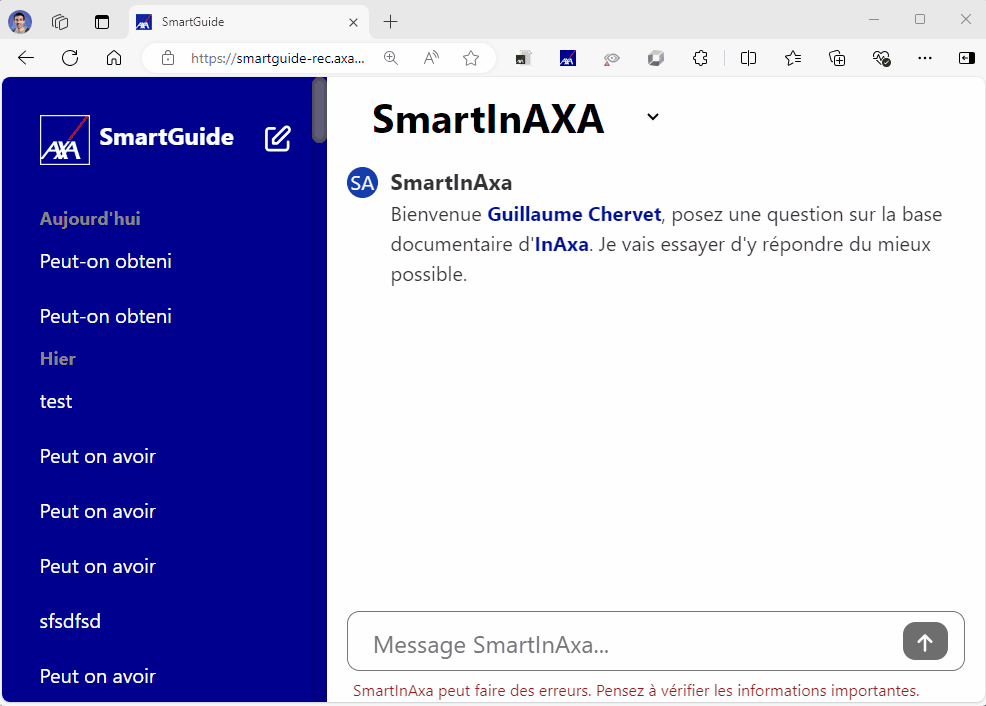 SmartGuide
https://smartguide-rec.axa...
AXA
SmartGuide
Aujourd'hui
Peut-on obteni
Peut-on obteni
Hier
test
Peut on avoir
Peut on avoir
Peut on avoir
sfsdfsd
Peut on avoir
SmartInAXA
SA
SmartInAxa
Bienvenue Guillaume Chervet, posez une question sur la base
documentaire d'InAxa. Je vais essayer d'y répondre du mieux
possible.
Message SmartInAxa...
SmartInAxa peut faire des erreurs. Pensez à vérifier les informations importantes.